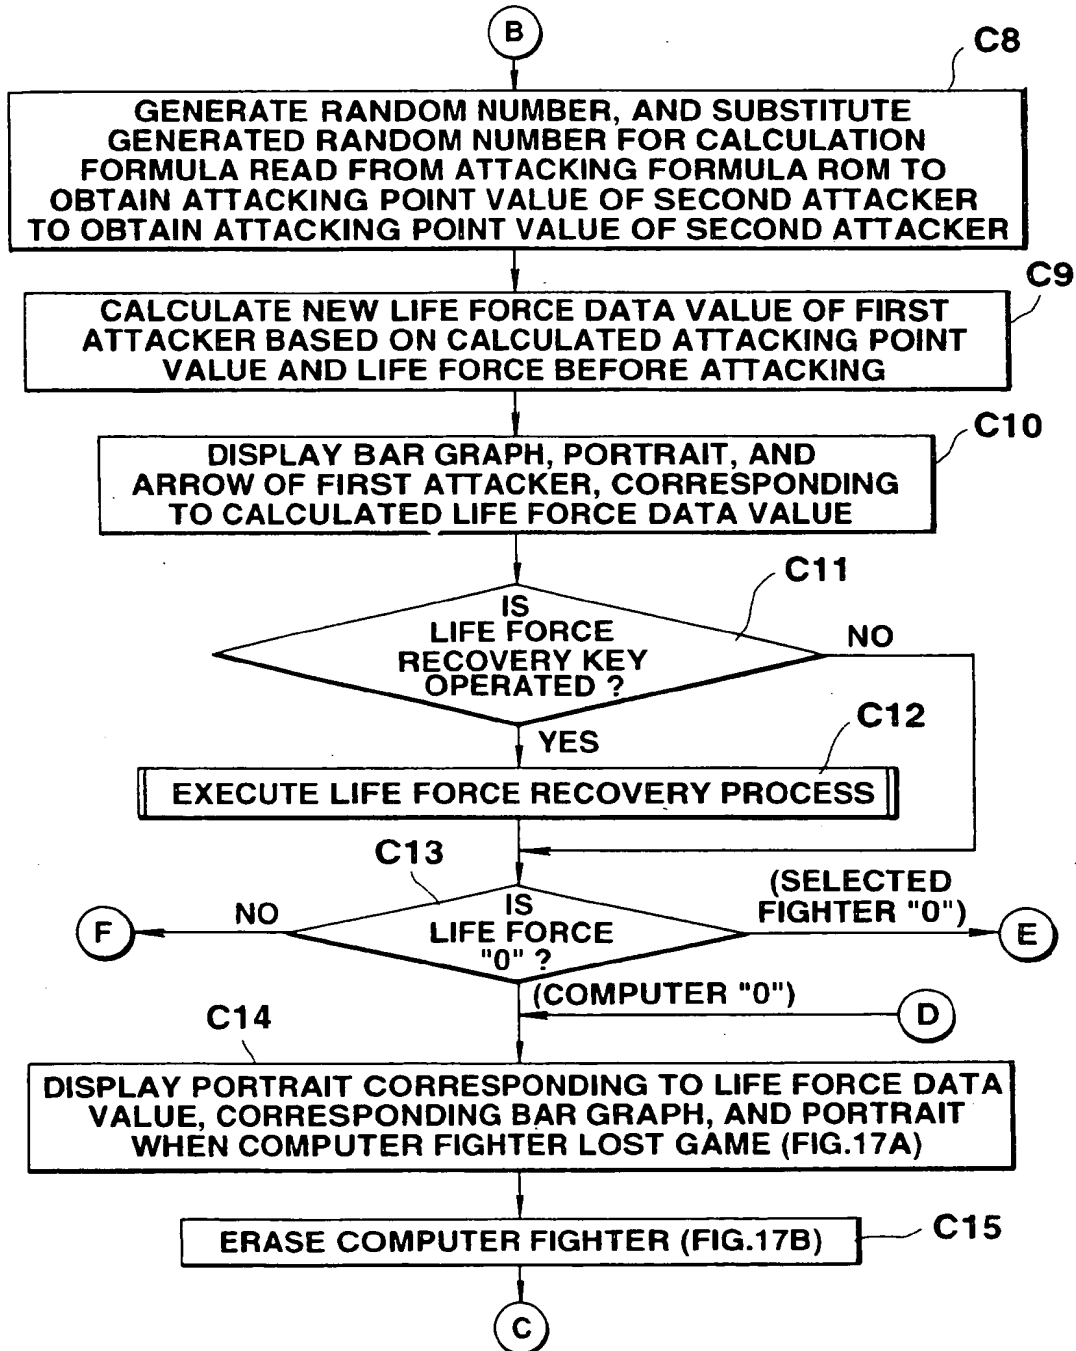 B
C8
GENERATE RANDOM NUMBER, AND SUBSTITUTE
GENERATED RANDOM NUMBER FOR CALCULATION
FORMULA READ FROM ATTACKING FORMULA ROM TO
OBTAIN ATTACKING POINT VALUE OF SECOND ATTACKER
TO OBTAIN ATTACKING POINT VALUE OF SECOND ATTACKER
C9
CALCULATE NEW LIFE FORCE DATA VALUE OF FIRST
ATTACKER BASED ON CALCULATED ATTACKING POINT
VALUE AND LIFE FORCE BEFORE ATTACKING
C10
DISPLAY BAR GRAPH, PORTRAIT, AND
ARROW OF FIRST ATTACKER, CORRESPONDING
TO CALCULATED LIFE FORCE DATA VALUE
C11
IS
LIFE FORCE
RECOVERY KEY
OPERATED ?
NO
YES
C12
EXECUTE LIFE FORCE RECOVERY PROCESS
C13
IS
LIFE FORCE
"0" ?
NO
F
(SELECTED
FIGHTER "0")
E
(COMPUTER "0")
D
C14
DISPLAY PORTRAIT CORRESPONDING TO LIFE FORCE DATA
VALUE, CORRESPONDING BAR GRAPH, AND PORTRAIT
WHEN COMPUTER FIGHTER LOST GAME (FIG.17A)
C15
ERASE COMPUTER FIGHTER (FIG.17B)
C